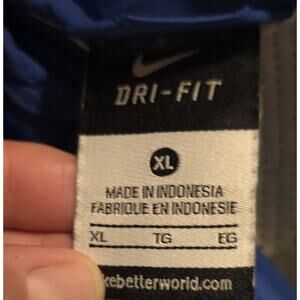 DRI-FIT
XL
MADE IN INDONESIA
FABRIQUE EN INDONESIE
XL TG EG
kebetterworld.com